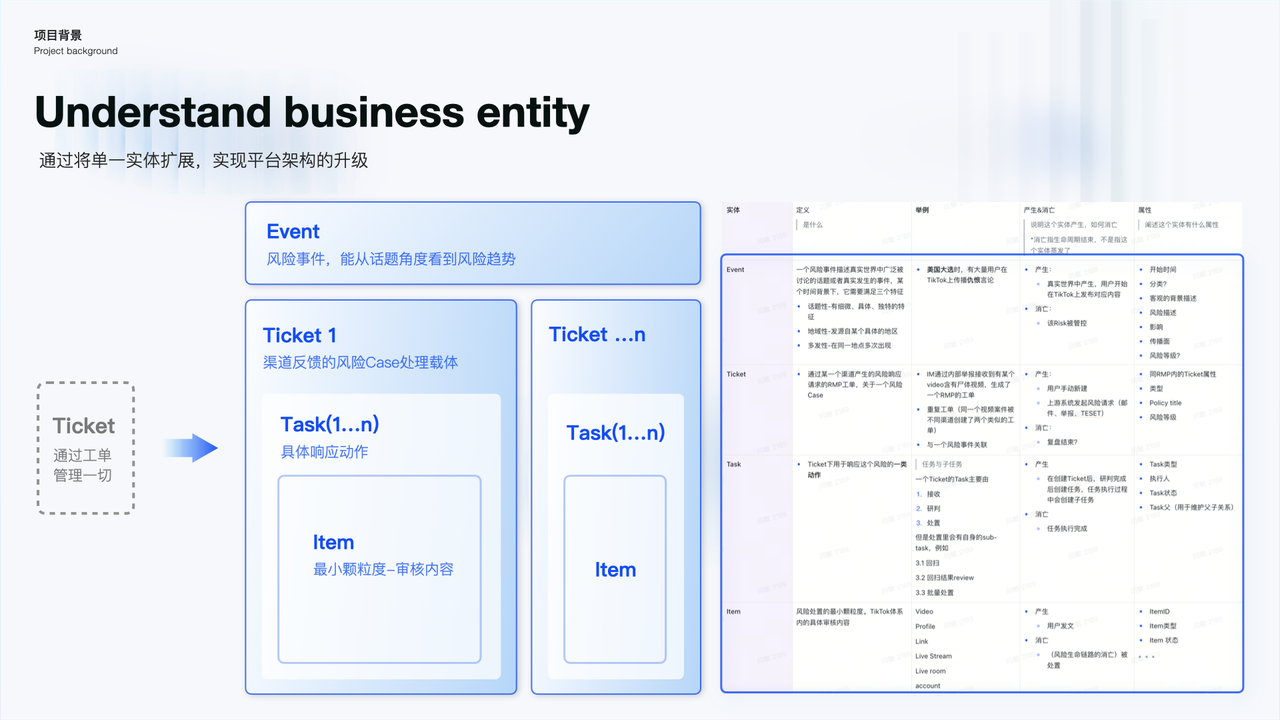 项目背景
Project background
Understand business entity
通过将单一实体扩展，实现平台架构的升级
Ticket
通过工单
管理一切
Event
风险事件，能从话题角度看到风险趋势
Ticket 1
渠道反馈的风险Case处理载体
Task(1...n)
具体响应动作
Item
最小颗粒度-审核内容
Ticket ...n
Task(1...n)
Item
实体
定义
是什么
举例
产生&消亡
说明这个实体产生，如何消亡
*消亡指生命周期结束，不是指这
个实体蒸发了
属性
阐述这个实体有什么属性
Event
一个风险事件描述真实世界中广泛被
讨论的话题或者真实发生的事件，某
个时间背景下，它需要满足三个特征
• 话题性-有细微、具体、独特的特
征
• 地域性-发源自某个具体的地区
• 多发性-在同一地点多次出现
• 美国大选时，有大量用户在
TikTok上传播仇恨言论
• 产生：
真实世界中产生，用户开始
在TikTok上发布对应内容
• 消亡：
该Risk被管控
• 开始时间
• 分类？
• 客观的背景描述
• 风险描述
• 影响
• 传播面
• 风险等级？
Ticket
• 通过某一个渠道产生的风险响应
请求的RMP工单，关于一个风险
Case
• IM通过内部举报接收到有某个
video含有尸体视频，生成了
一个RMP的工单
• 重复工单（同一个视频案件被
不同渠道创建了两个类似的工
单）
• 与一个风险事件关联
• 产生：
用户手动新建
上游系统发起风险请求（邮
件、举报、TESET）
• 消亡：
复盘结束？
• 同RMP内的Ticket属性
• 类型
• Policy title
• 风险等级
Task
• Ticket下用于响应这个风险的一类
动作
任务与子任务
一个Ticket的Task主要由
1. 接收
2. 研判
3. 处置
但是处置里会有自身的sub-
task，例如
3.1 回扫
3.2 回扫结果review
3.3 批量处置
• 产生
在创建Ticket后，研判完成
后创建任务，任务执行过程
中会创建子任务
• 消亡
任务执行完成
• Task类型
• 执行人
• Task状态
• Task父（用于维护父子关系）
Item
风险处置的最小颗粒度，TikTok体系
内的具体审核内容
Video
Profile
Link
Live Stream
Live room
account
• 产生
用户发文
• 消亡
（风险生命链路的消亡）被
处置
• ItemID
• Item类型
• Item 状态
• • •